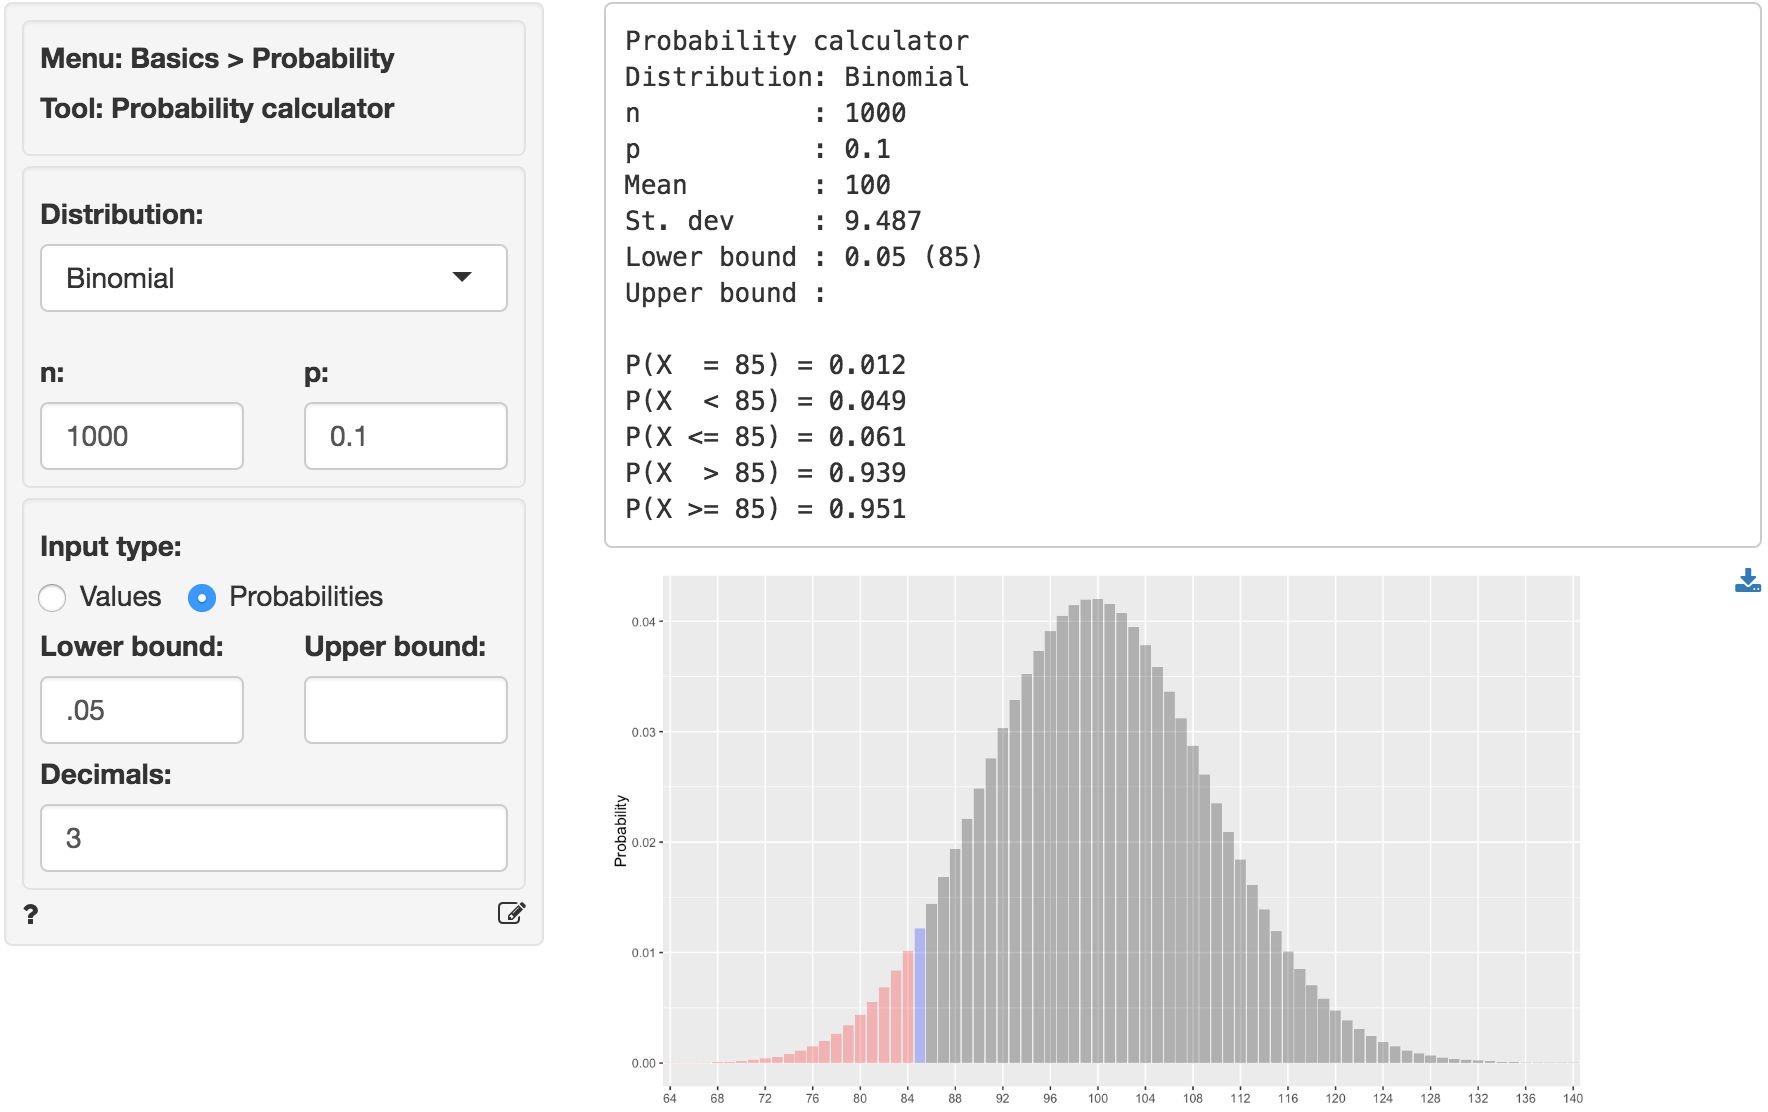 Menu: Basics > Probability
Tool: Probability calculator
Distribution:
Binomial
n: p:
1000 0.1
Input type:
Values Probabilities
Lower bound: Upper bound:
.05
Decimals:
3
?
Probability calculator
Distribution: Binomial
n : 1000
p : 0.1
Mean : 100
St. dev : 9.487
Lower bound : 0.05 (85)
Upper bound :
P(X = 85) = 0.012
P(X < 85) = 0.049
P(X <= 85) = 0.061
P(X > 85) = 0.939
P(X >= 85) = 0.951
Probability
0.04
0.03
0.02
0.01
0.00
64 68 72 76 80 84 88 92 96 100 104 108 112 116 120 124 128 132 136 140